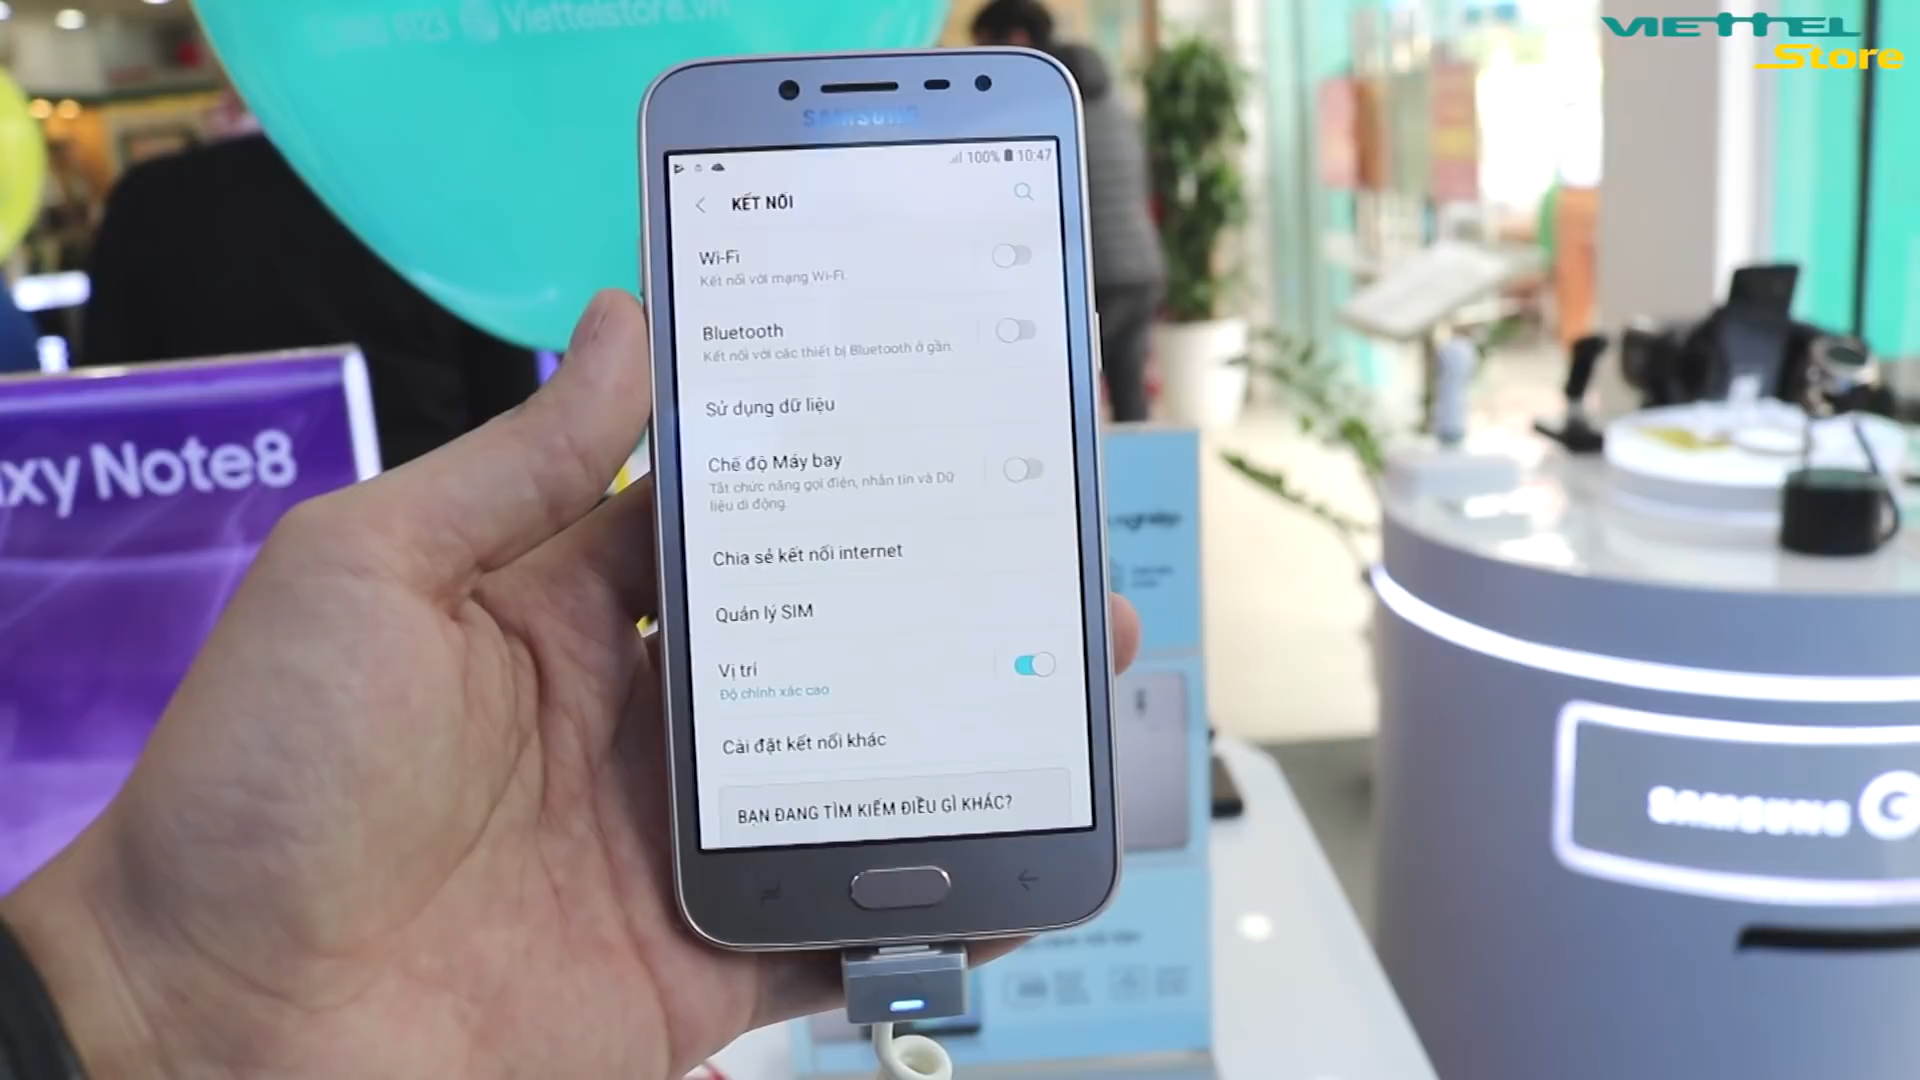 Viettelstore.vn
VIETTEL
Store
SAMSUNG
100% 10:47
KẾT NỐI
Wi-Fi
Kết nối với mạng Wi-Fi.
Bluetooth
Kết nối với các thiết bị Bluetooth ở gần.
Sử dụng dữ liệu
Chế độ Máy bay
Tắt chức năng gọi điện, nhắn tin và Dữ
liệu di động.
Chia sẻ kết nối internet
Quản lý SIM
Vị trí
Độ chính xác cao
Cài đặt kết nối khác
BẠN ĐANG TÌM KIẾM ĐIỀU GÌ KHÁC?
xy Note8
SAMSUNG